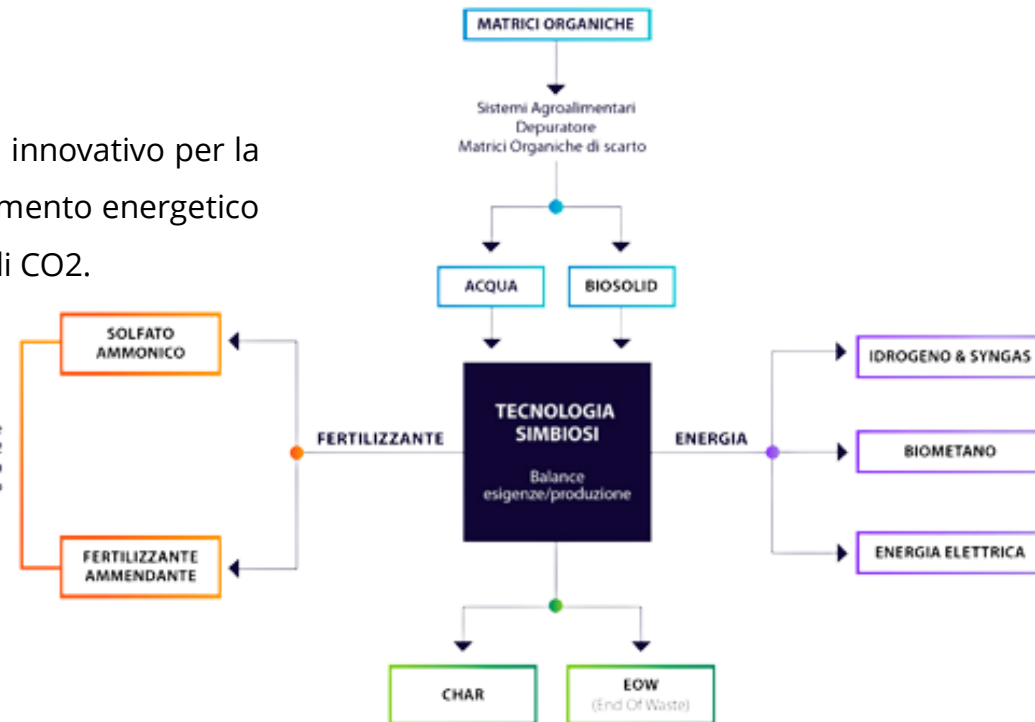 MATRICI ORGANICHE
Sistemi Agroalimentari
Depuratore
Matrici Organiche di scarto
innovativo per la
mento energetico
di CO2.
ACQUA
BIOSOLID
SOLFATO
AMMONICO
IDROGENO & SYNGAS
TECNOLOGIA
SIMBIOSI
FERTILIZZANTE
ENERGIA
BIOMETANO
Balance
esigenze/produzione
FERTILIZZANTE
AMMENDANTE
ENERGIA ELETTRICA
CHAR
EOW
(End Of Waste)